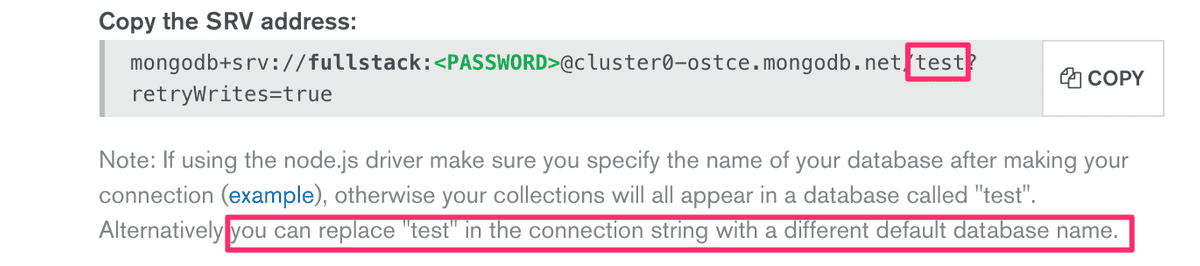 Copy the SRV address:
mongodb+srv://fullstack:<PASSWORD>@cluster0-ostce.mongodb.net/test?
retryWrites=true
COPY
Note: If using the node.js driver make sure you specify the name of your database after making your
connection (example), otherwise your collections will all appear in a database called "test".
Alternatively you can replace "test" in the connection string with a different default database name.